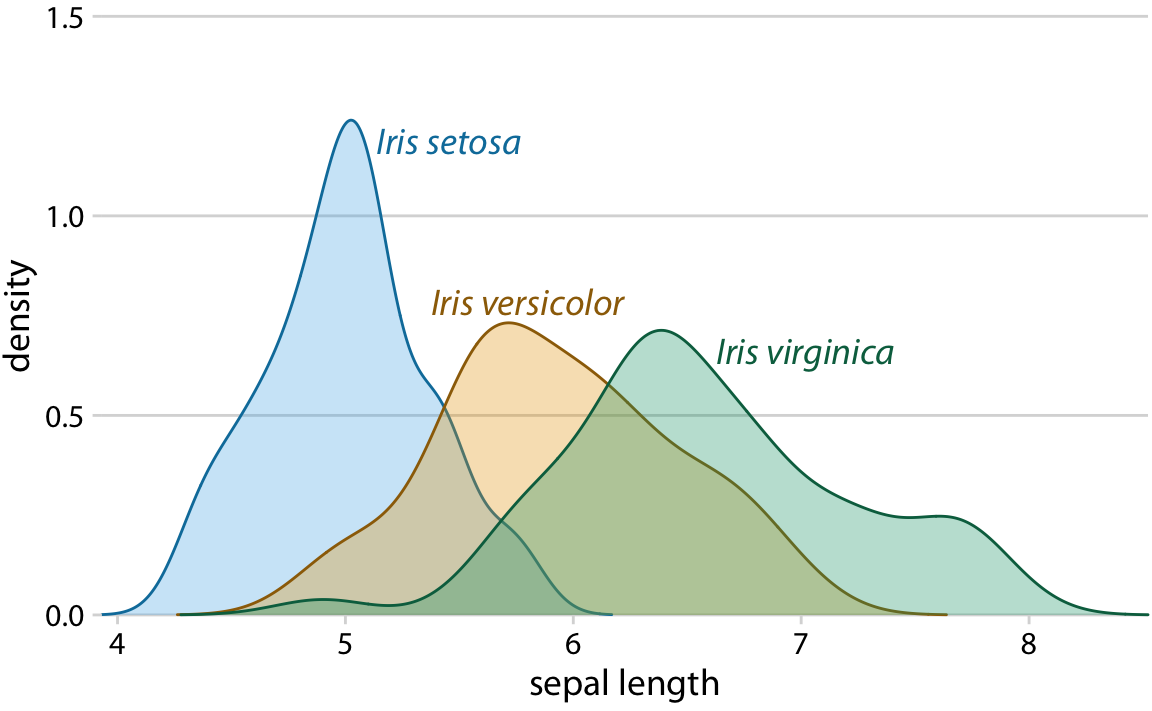 1.5
Iris setosa
1.0
Iris versicolor
Iris virginica
density
0.5
0.0
4 5 6 7 8
sepal length